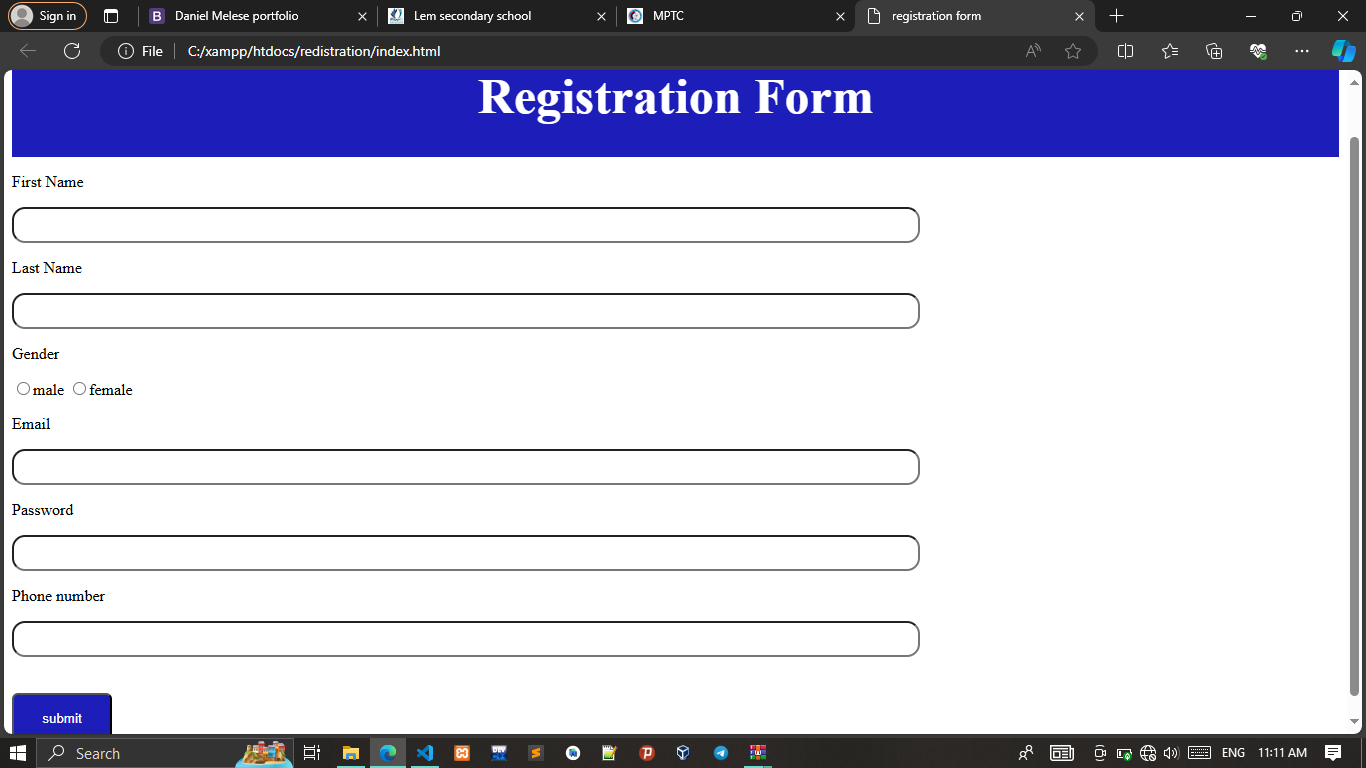 Sign in
Daniel Melese portfolio
Lem secondary school
MPTC
registration form
File
C:/xampp/htdocs/redistration/index.html
Registration Form
First Name
Last Name
Gender
male female
Email
Password
Phone number
submit
Search
ENG
11:11 AM